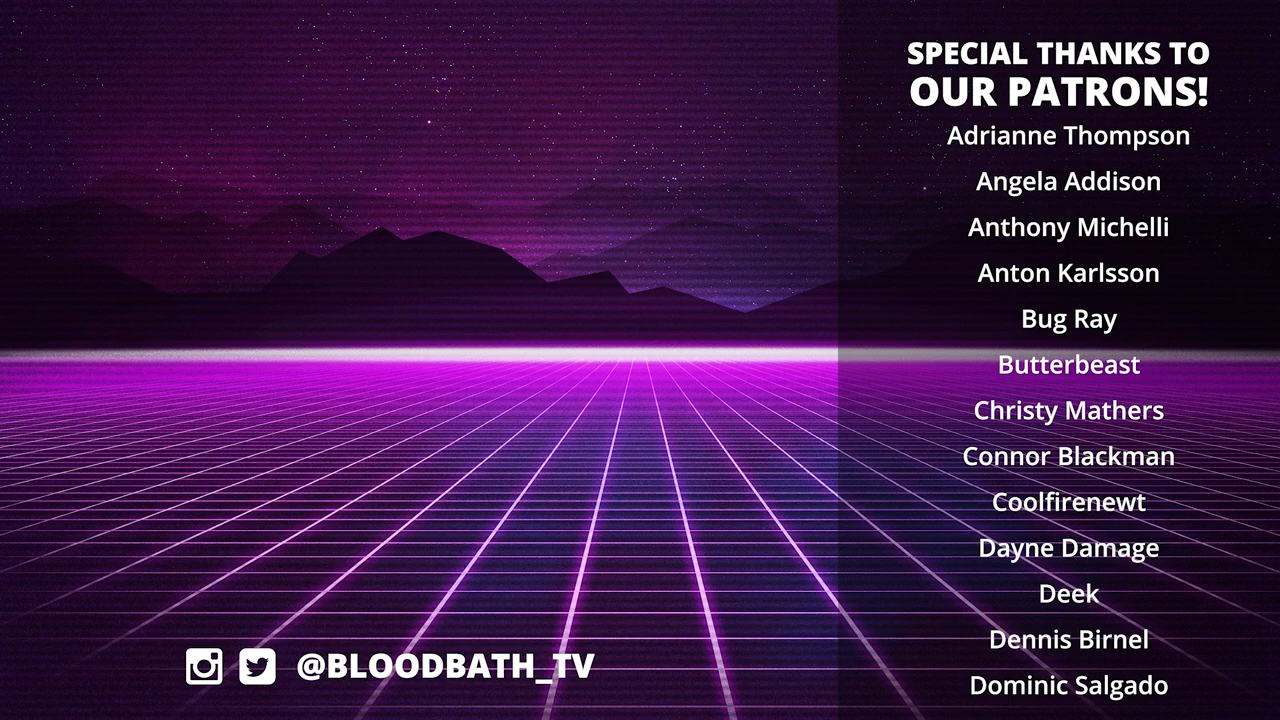 SPECIAL THANKS TO
OUR PATRONS!
Adrianne Thompson
Angela Addison
Anthony Michelli
Anton Karlsson
Bug Ray
Butterbeast
Christy Mathers
Connor Blackman
Coolfirenewt
Dayne Damage
Deek
Dennis Birnel
Dominic Salgado
@BLOODBATH_TV